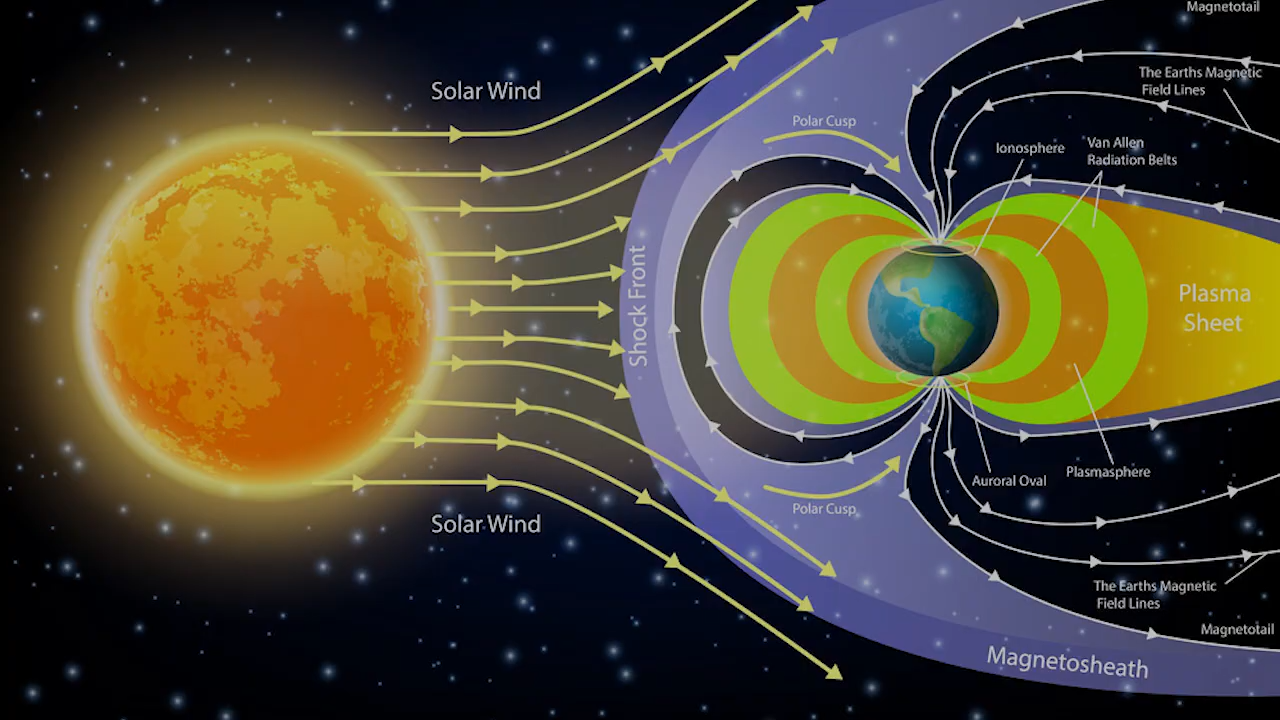 Magnetotail
The Earths Magnetic
Field Lines
Solar Wind
Polar Cusp
Ionosphere
Van Allen
Radiation Belts
Shock Front
Plasma
Sheet
Auroral Oval
Plasmasphere
Polar Cusp
Solar Wind
The Earths Magnetic
Field Lines
Magnetotail
Magnetosheath